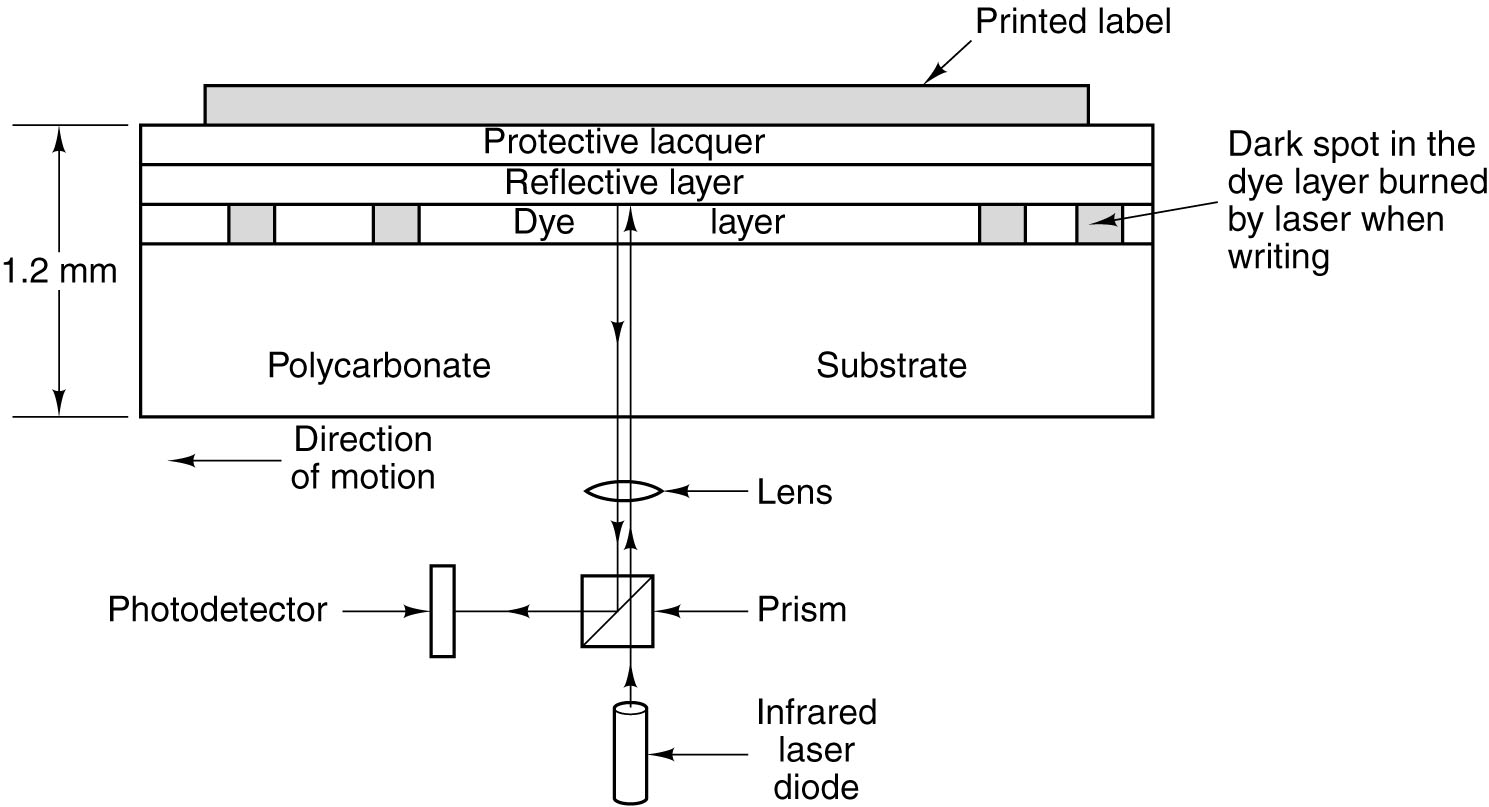 Printed label
Protective lacquer
Reflective layer
Dye layer
Dark spot in the
dye layer burned
by laser when
writing
1.2 mm
Polycarbonate Substrate
Direction
of motion
Lens
Photodetector
Prism
Infrared
laser
diode